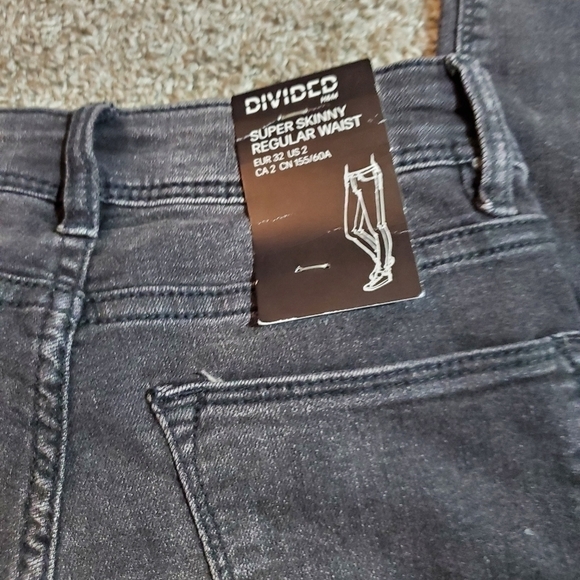 DIVIDED
H&M
SUPER SKINNY
REGULAR WAIST
EUR 32 US 2
CA 2 CN 155/60A